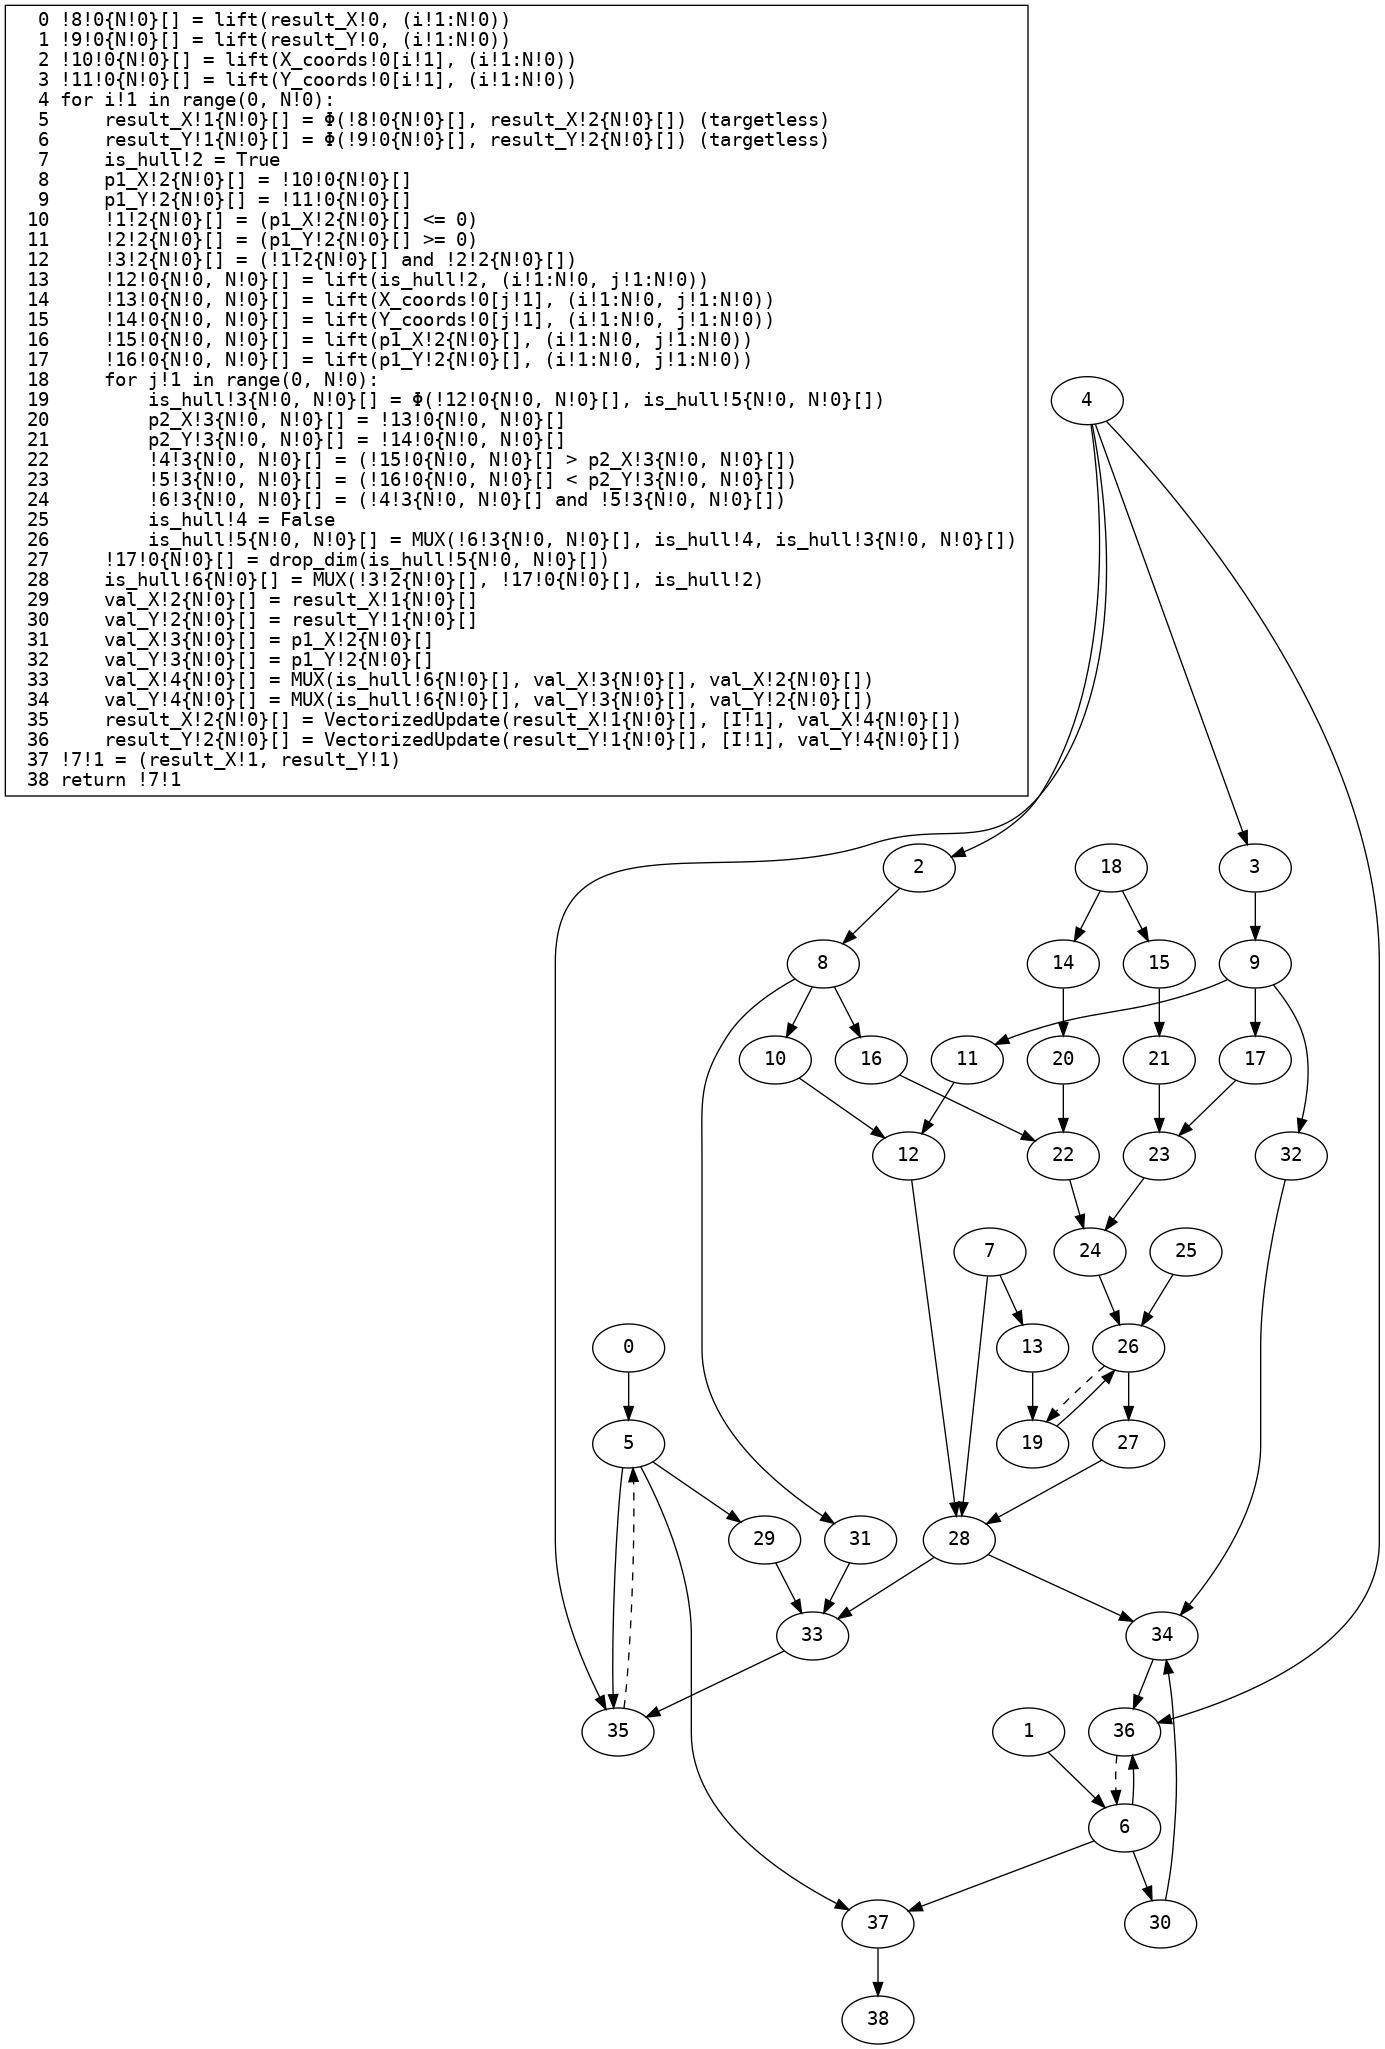 0 !8!0{N!0}[] = lift(result_X!0, (i!1:N!0))
1 !9!0{N!0}[] = lift(result_Y!0, (i!1:N!0))
2 !10!0{N!0}[] = lift(X_coords!0[i!1], (i!1:N!0))
3 !11!0{N!0}[] = lift(Y_coords!0[i!1], (i!1:N!0))
4 for i!1 in range(0, N!0):
5     result_X!1{N!0}[] = Φ(!8!0{N!0}[], result_X!2{N!0}[]) (targetless)
6     result_Y!1{N!0}[] = Φ(!9!0{N!0}[], result_Y!2{N!0}[]) (targetless)
7     is_hull!2 = True
8     p1_X!2{N!0}[] = !10!0{N!0}[]
9     p1_Y!2{N!0}[] = !11!0{N!0}[]
10     !1!2{N!0}[] = (p1_X!2{N!0}[] <= 0)
11     !2!2{N!0}[] = (p1_Y!2{N!0}[] >= 0)
12     !3!2{N!0}[] = (!1!2{N!0}[] and !2!2{N!0}[])
13     !12!0{N!0, N!0}[] = lift(is_hull!2, (i!1:N!0, j!1:N!0))
14     !13!0{N!0, N!0}[] = lift(X_coords!0[j!1], (i!1:N!0, j!1:N!0))
15     !14!0{N!0, N!0}[] = lift(Y_coords!0[j!1], (i!1:N!0, j!1:N!0))
16     !15!0{N!0, N!0}[] = lift(p1_X!2{N!0}[], (i!1:N!0, j!1:N!0))
17     !16!0{N!0, N!0}[] = lift(p1_Y!2{N!0}[], (i!1:N!0, j!1:N!0))
18     for j!1 in range(0, N!0):
19         is_hull!3{N!0, N!0}[] = Φ(!12!0{N!0, N!0}[], is_hull!5{N!0, N!0}[])
20         p2_X!3{N!0, N!0}[] = !13!0{N!0, N!0}[]
21         p2_Y!3{N!0, N!0}[] = !14!0{N!0, N!0}[]
22         !4!3{N!0, N!0}[] = (!15!0{N!0, N!0}[] > p2_X!3{N!0, N!0}[])
23         !5!3{N!0, N!0}[] = (!16!0{N!0, N!0}[] < p2_Y!3{N!0, N!0}[])
24         !6!3{N!0, N!0}[] = (!4!3{N!0, N!0}[] and !5!3{N!0, N!0}[])
25         is_hull!4 = False
26         is_hull!5{N!0, N!0}[] = MUX(!6!3{N!0, N!0}[], is_hull!4, is_hull!3{N!0, N!0}[])
27     !17!0{N!0}[] = drop_dim(is_hull!5{N!0, N!0}[])
28     is_hull!6{N!0}[] = MUX(!3!2{N!0}[], !17!0{N!0}[], is_hull!2)
29     val_X!2{N!0}[] = result_X!1{N!0}[]
30     val_Y!2{N!0}[] = result_Y!1{N!0}[]
31     val_X!3{N!0}[] = p1_X!2{N!0}[]
32     val_Y!3{N!0}[] = p1_Y!2{N!0}[]
33     val_X!4{N!0}[] = MUX(is_hull!6{N!0}[], val_X!3{N!0}[], val_X!2{N!0}[])
34     val_Y!4{N!0}[] = MUX(is_hull!6{N!0}[], val_Y!3{N!0}[], val_Y!2{N!0}[])
35     result_X!2{N!0}[] = VectorizedUpdate(result_X!1{N!0}[], [I!1], val_X!4{N!0}[])
36     result_Y!2{N!0}[] = VectorizedUpdate(result_Y!1{N!0}[], [I!1], val_Y!4{N!0}[])
37 !7!1 = (result_X!1, result_Y!1)
38 return !7!1
4
2
18
3
8
14
15
9
10
16
11
20
21
17
12
22
23
32
7
24
25
0
13
26
5
19
27
29
31
28
33
34
35
1
36
6
37
30
38